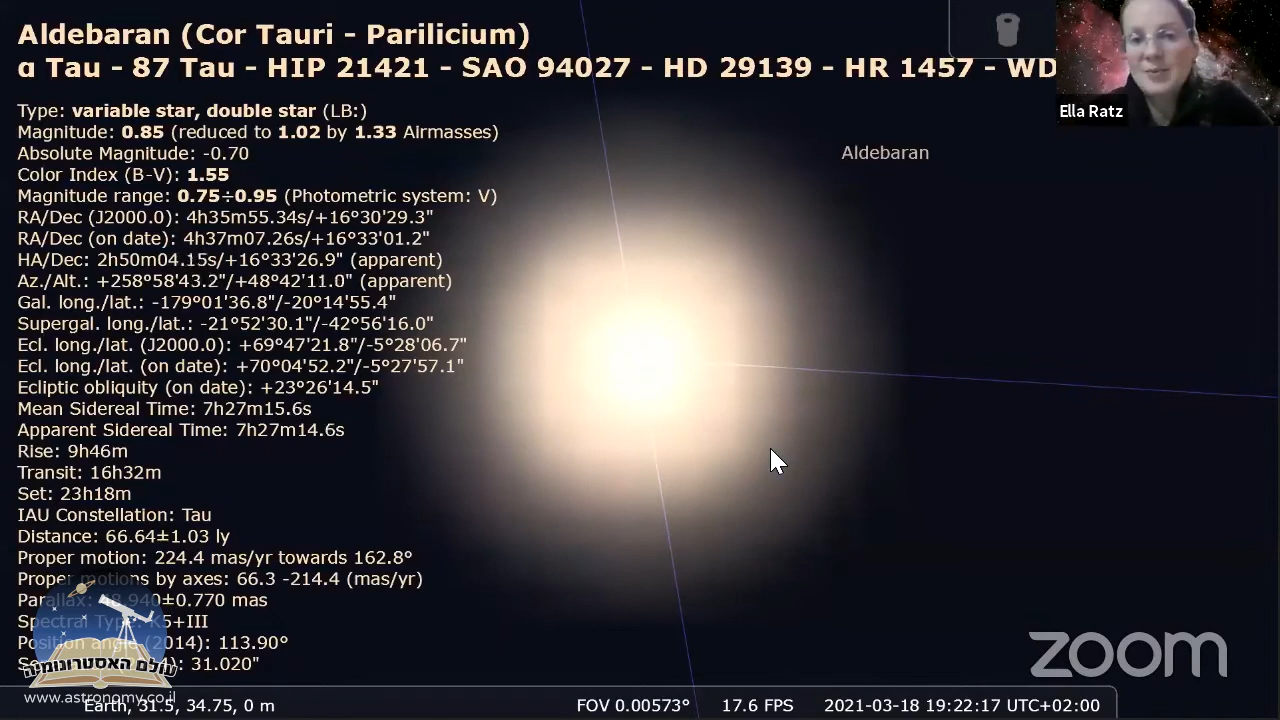 Aldebaran (Cor Tauri - Parilicium)
α Tau - 87 Tau - HIP 21421 - SAO 94027 - HD 29139 - HR 1457 - WD
Ella Ratz
Type: variable star, double star (LB:)
Magnitude: 0.85 (reduced to 1.02 by 1.33 Airmasses)
Absolute Magnitude: -0.70
Color Index (B-V): 1.55
Magnitude range: 0.75÷0.95 (Photometric system: V)
RA/Dec (J2000.0): 4h35m55.34s/+16°30'29.3"
RA/Dec (on date): 4h37m07.26s/+16°33'01.2"
HA/Dec: 2h50m04.15s/+16°33'26.9" (apparent)
Az./Alt.: +258°58'43.2"/+48°42'11.0" (apparent)
Gal. long./lat.: -179°01'36.8"/-20°14'55.4"
Supergal. long./lat.: -21°52'30.1"/-42°56'16.0"
Ecl. long./lat. (J2000.0): +69°47'21.8"/-5°28'06.7"
Ecl. long./lat. (on date): +70°04'52.2"/-5°27'57.1"
Ecliptic obliquity (on date): +23°26'14.5"
Mean Sidereal Time: 7h27m15.6s
Apparent Sidereal Time: 7h27m14.6s
Rise: 9h46m
Transit: 16h32m
Set: 23h18m
IAU Constellation: Tau
Distance: 66.64±1.03 ly
Proper motion: 224.4 mas/yr towards 162.8°
Proper motions by axes: 66.3 -214.4 (mas/yr)
Parallax: 48.940±0.770 mas
Spectral Type: K5+III
Position angle (2014): 113.90°
31.020"
Aldebaran
עולם האסטרונומיה
www.astronomy.co.il
zoom
Earth, 31.5, 34.75, 0 m
FOV 0.00573°
17.6 FPS
2021-03-18 19:22:17 UTC+02:00